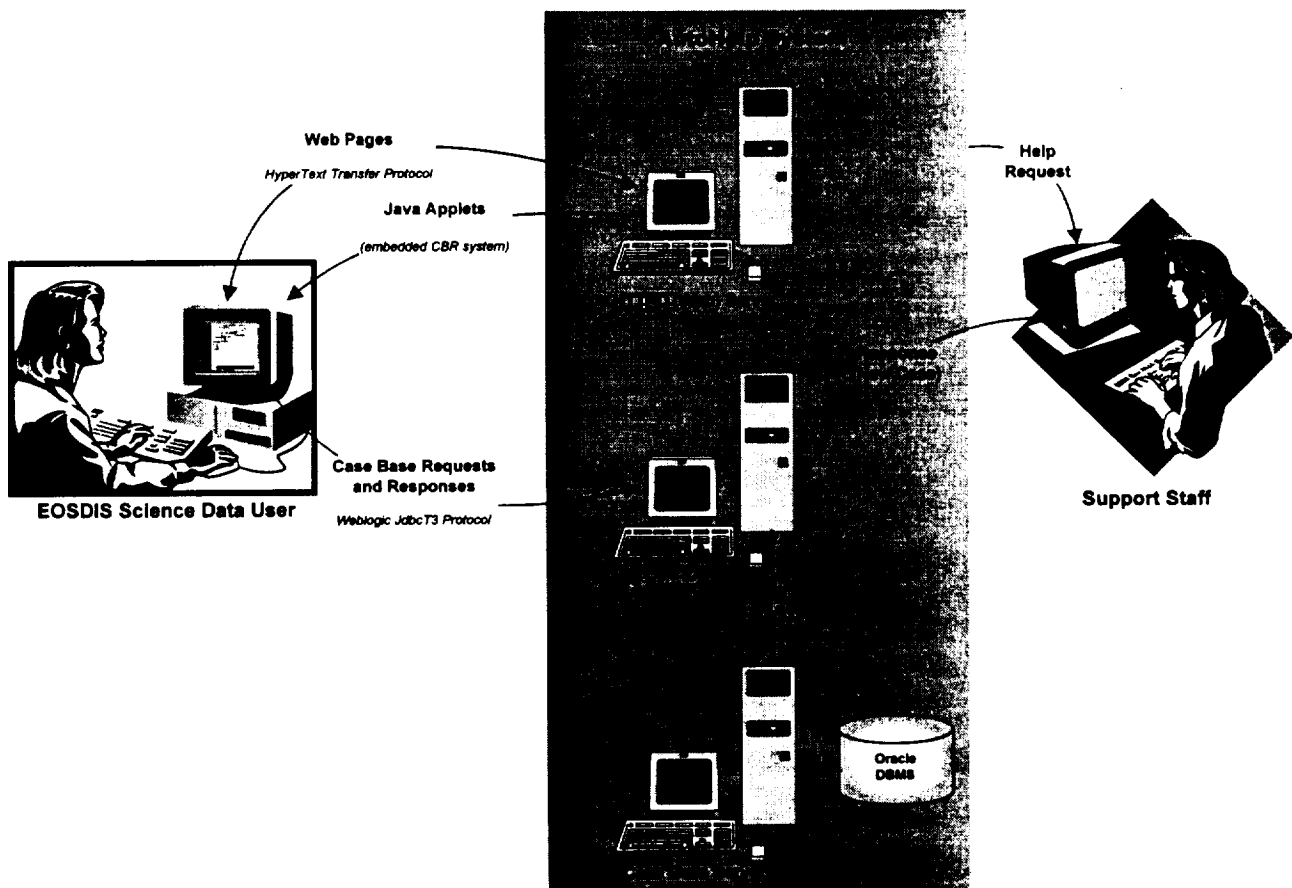 Web Pages
HyperText Transfer Protocol
Java Applets
(embedded CBR system)
Help
Request
EOSDIS Science Data User
Case Base Requests
and Responses
Weblogic JdbcT3 Protocol
Support Staff
Oracle
DBMS